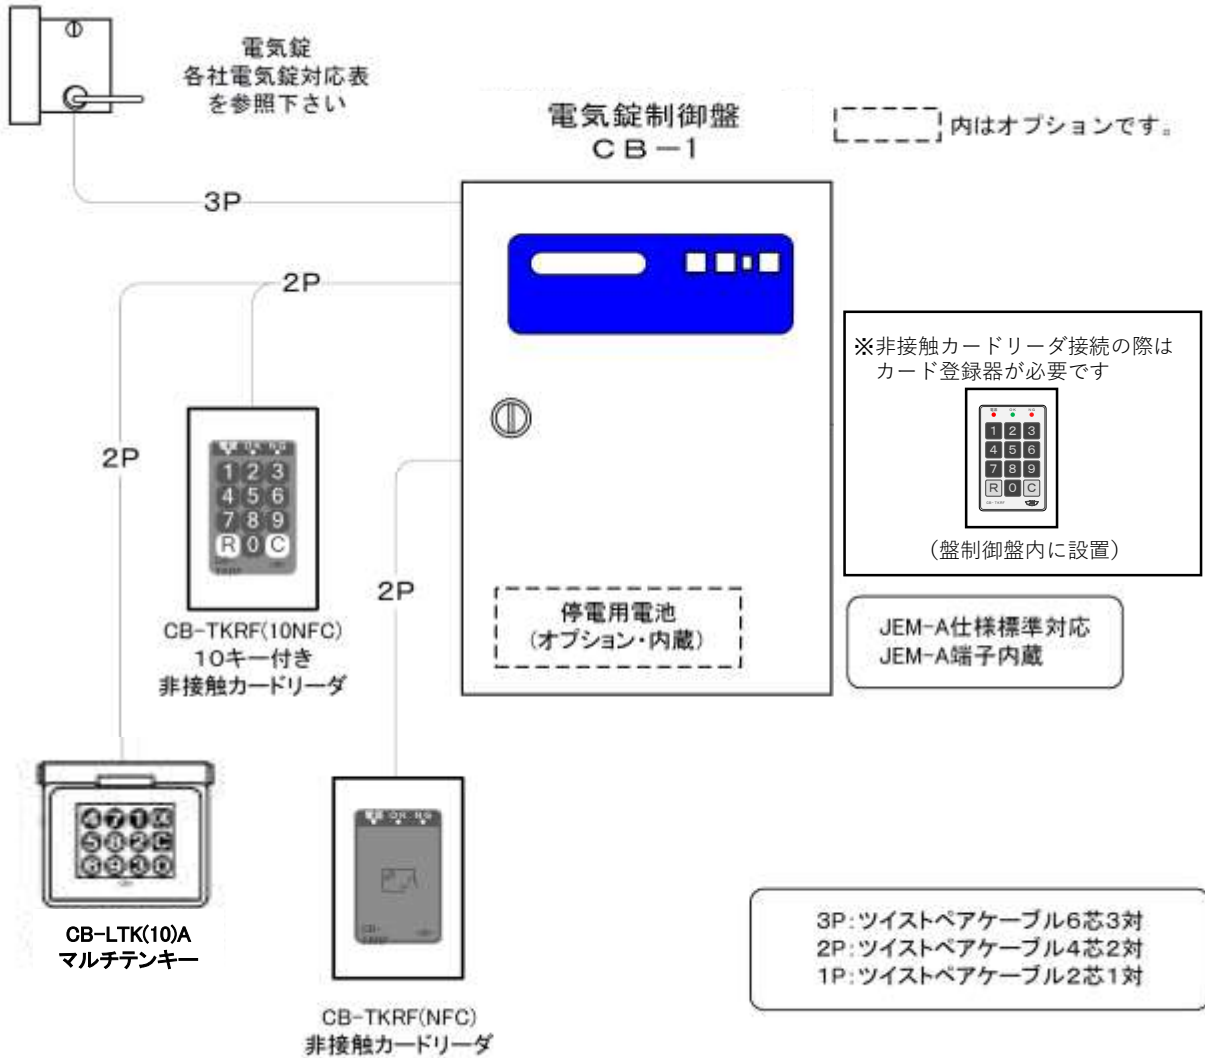 電気錠
各社電気錠対応表
を参照下さい
電気錠制御盤
CB-1
内はオプションです。
3P
2P
2P
2P
※非接触カードリーダ接続の際は
カード登録器が必要です
1 2 3
4 5 6
7 8 9
R 0 C
(盤制御盤内に設置)
電源 OK NG
1 2 3
4 5 6
7 8 9
R 0 C
CB-TKRF(10NFC)
10キー付き
非接触カードリーダ
停電用電池
(オプション・内蔵)
JEM-A仕様標準対応
JEM-A端子内蔵
CB-LTK(10)A
マルチテンキー
電源 OK NG
CB-TKRF(NFC)
非接触カードリーダ
3P:ツイストペアケーブル6芯3対
2P:ツイストペアケーブル4芯2対
1P:ツイストペアケーブル2芯1対